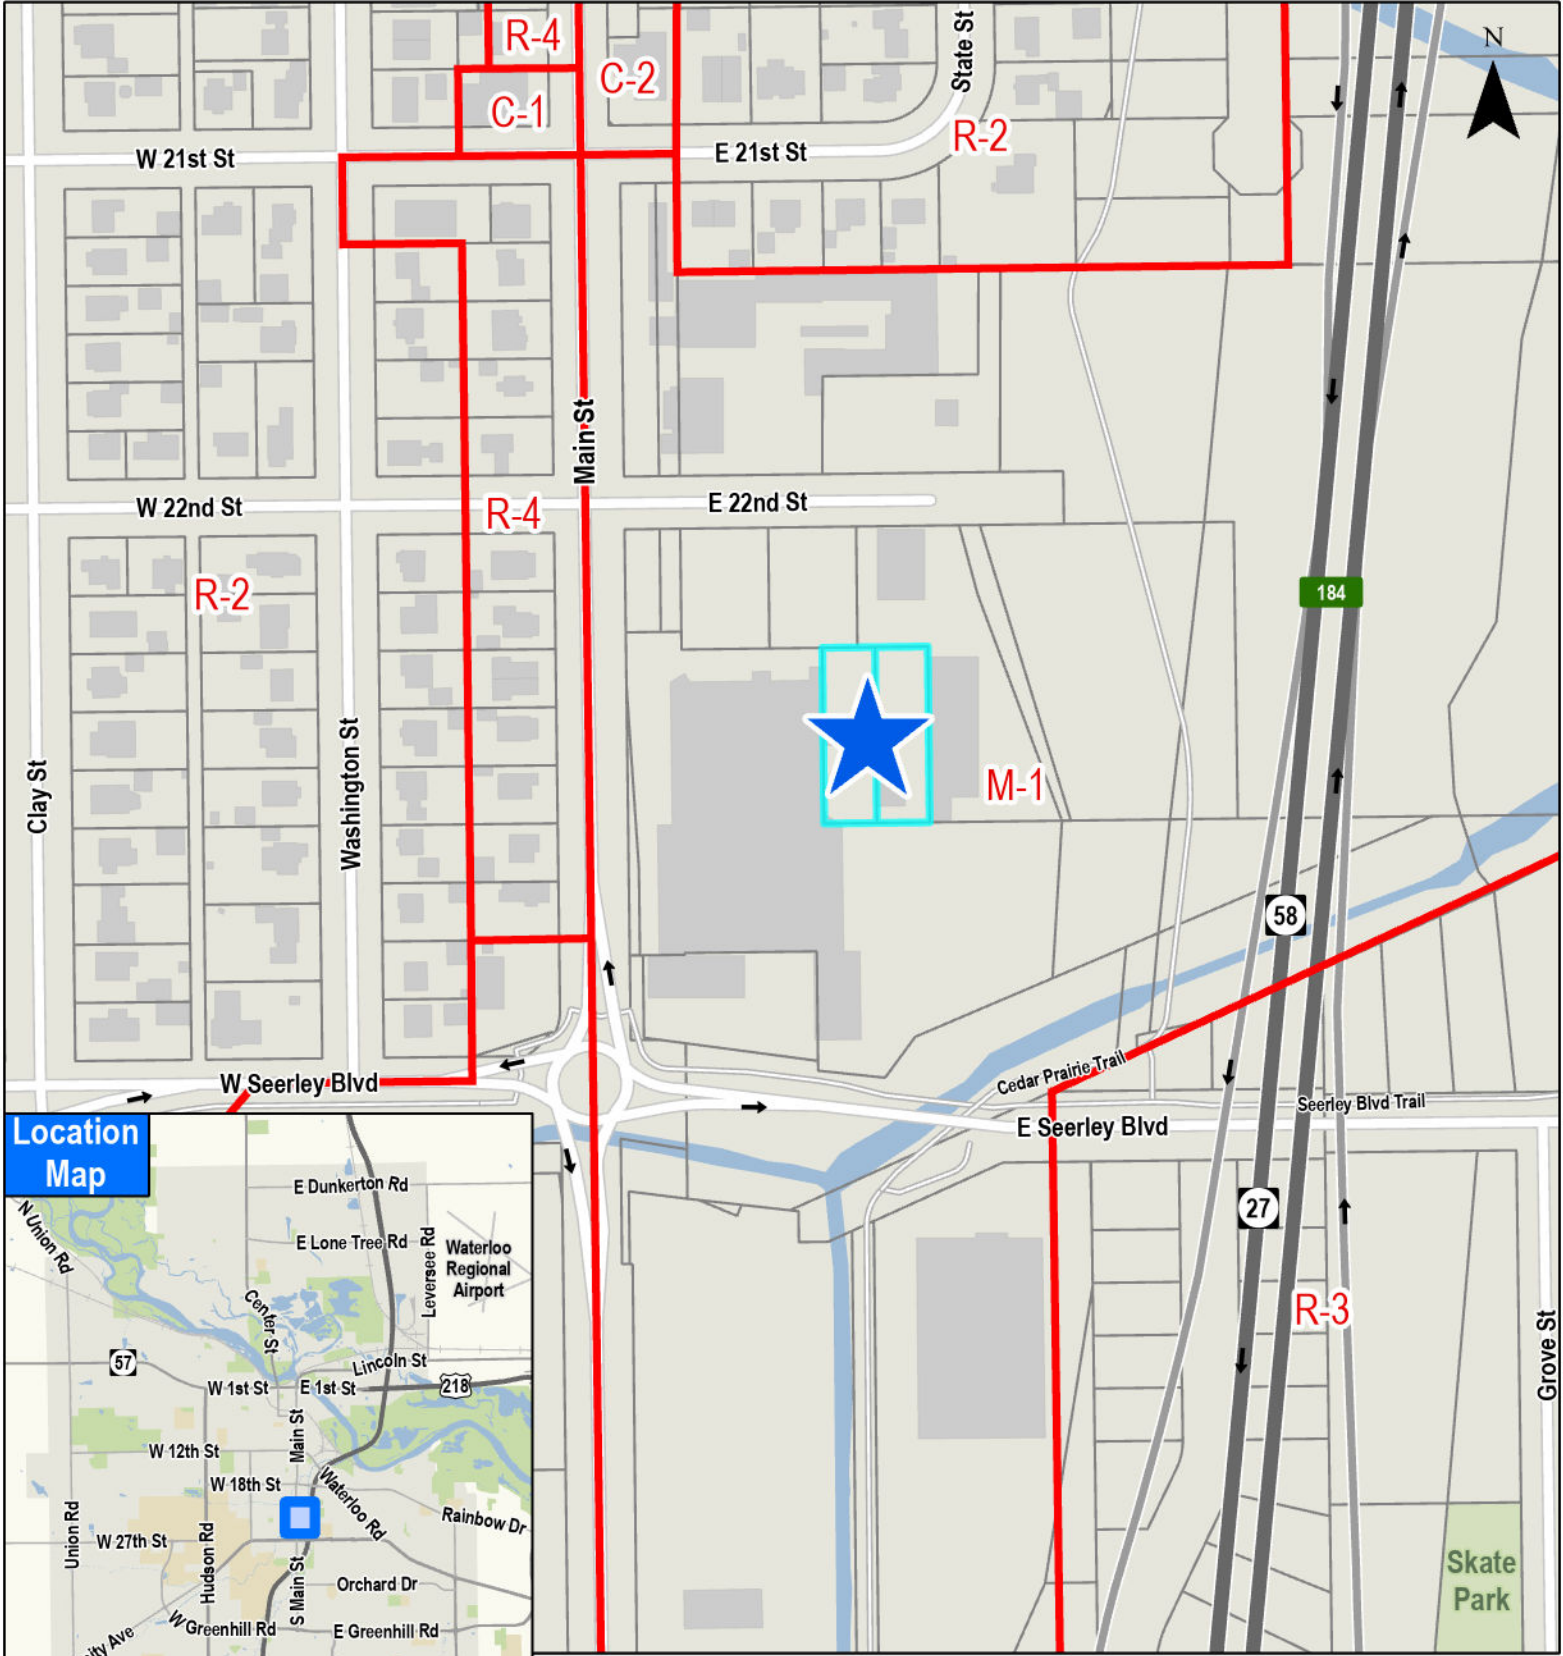 N
R-4
C-2
State St
C-1
R-2
W 21st St
E 21st St
Main St
W 22nd St
R-4
E 22nd St
R-2
184
M-1
Clay St
Washington St
58
Cedar Prairie Trail
W Seerley Blvd
Seerley Blvd Trail
E Seerley Blvd
27
R-3
Grove St
Skate
Park
Location
Map
E Dunkerton Rd
N Union Rd
E Lone Tree Rd
Leversee Rd
Waterloo
Regional
Airport
Center St
57
Lincoln St
W 1st St
E 1st St
218
Main St
W 12th St
W 18th St
Waterloo Rd
Rainbow Dr
Union Rd
W 27th St
Hudson Rd
S Main St
Orchard Dr
W Greenhill Rd
E Greenhill Rd
ity Ave